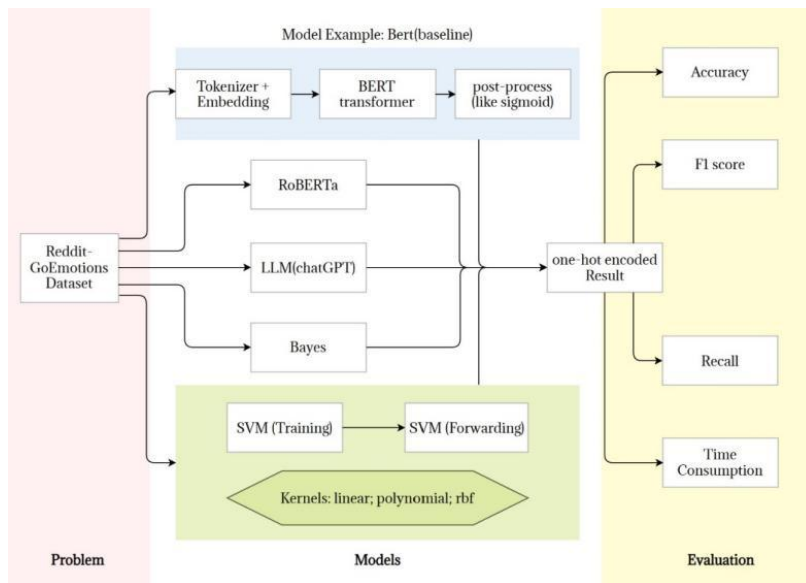 Model Example: Bert(baseline)
Tokenizer +
Embedding
BERT
transformer
post-process
(like sigmoid)
RoBERTa
Reddit-
GoEmotions
Dataset
LLM(chatGPT)
Bayes
SVM (Training)
SVM (Forwarding)
Kernels: linear; polynomial; rbf
one-hot encoded
Result
Accuracy
F1 score
Recall
Time
Consumption
Problem
Models
Evaluation